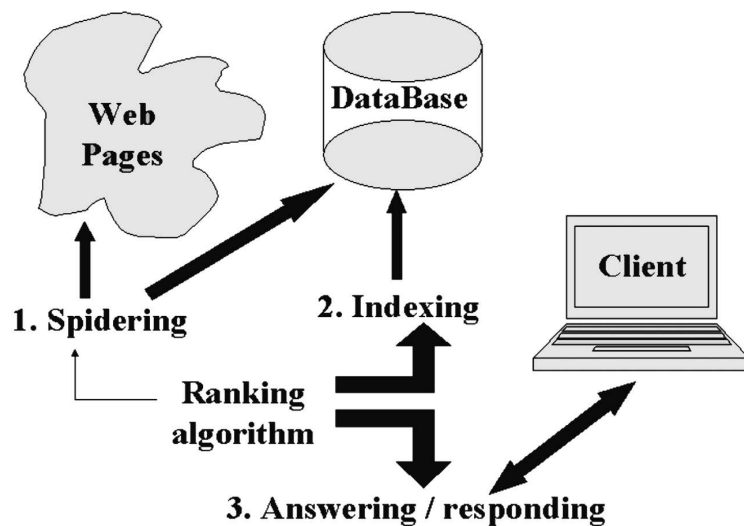 Web
Pages
DataBase
Client
1. Spidering
2. Indexing
Ranking
algorithm
3. Answering / responding